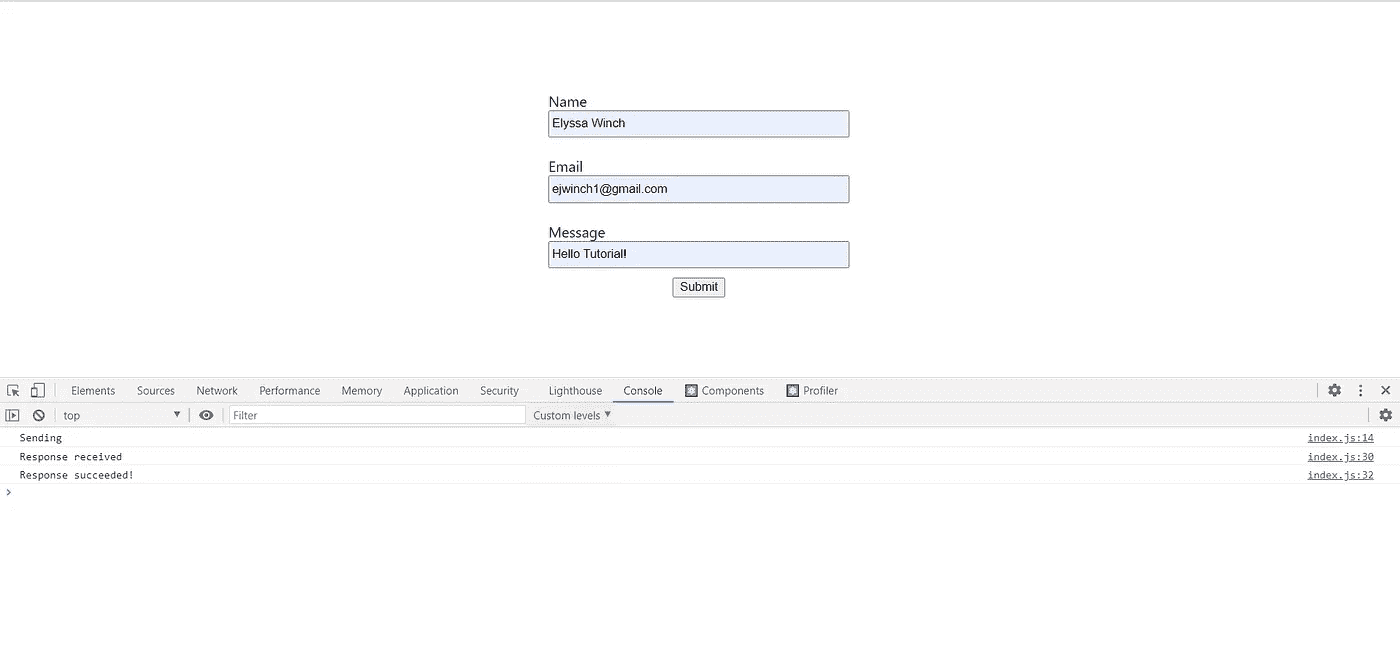 Name
Elyssa Winch
Email
ejwinch1@gmail.com
Message
Hello Tutorial!
Submit
Elements Sources Network Performance Memory Application Security Lighthouse Console Components Profiler
top Filter Custom levels
Sending index.js:14
Response received index.js:30
Response succeeded! index.js:32